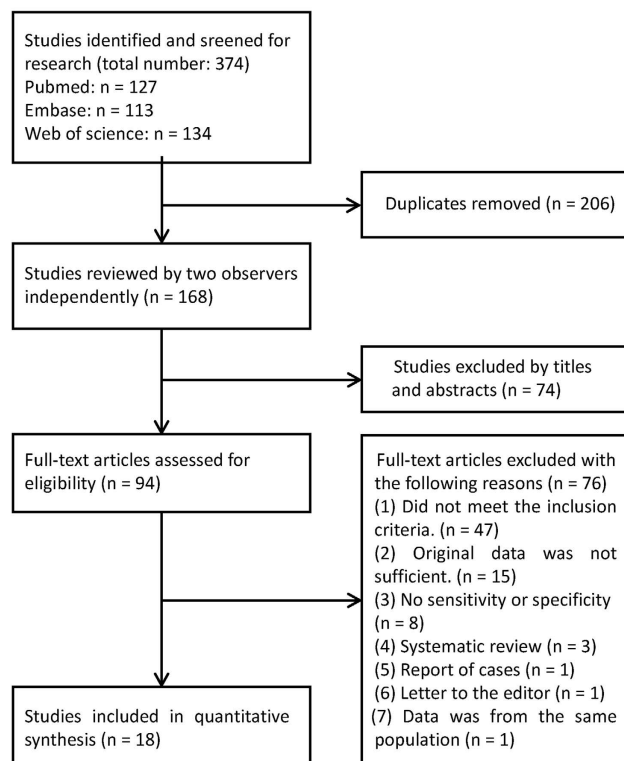 Studies identified and sreened for
research (total number: 374)
Pubmed: n = 127
Embase: n = 113
Web of science: n = 134
Duplicates removed (n = 206)
Studies reviewed by two observers
independently (n = 168)
Studies excluded by titles
and abstracts (n = 74)
Full-text articles assessed for
eligibility (n = 94)
Full-text articles excluded with
the following reasons (n = 76)
(1) Did not meet the inclusion
criteria. (n = 47)
(2) Original data was not
sufficient. (n = 15)
(3) No sensitivity or specificity
(n = 8)
(4) Systematic review (n = 3)
(5) Report of cases (n = 1)
(6) Letter to the editor (n = 1)
(7) Data was from the same
population (n = 1)
Studies included in quantitative
synthesis (n = 18)